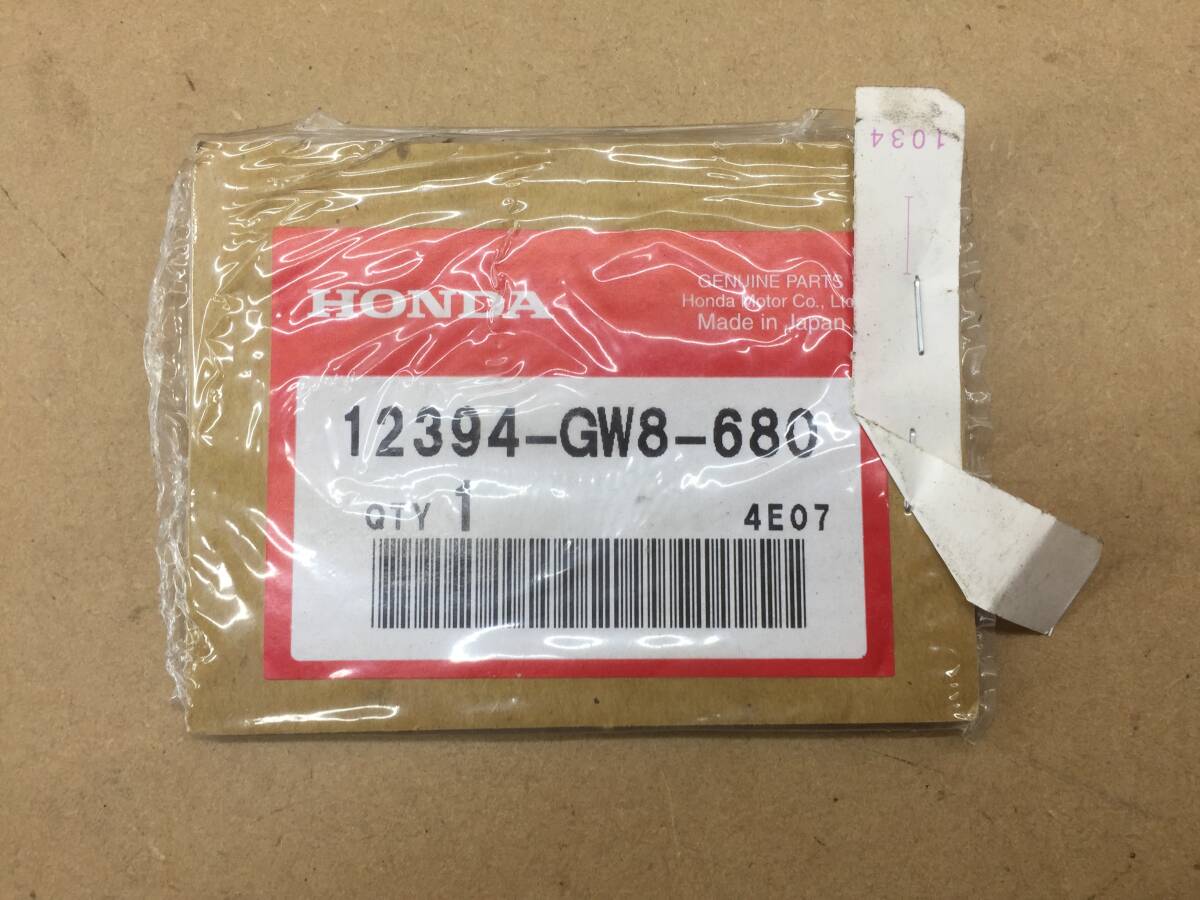 1034
HONDA
GENUINE PARTS
Honda Motor Co., Ltd
Made in Japan
12394-GW8-680
QTY 1
4E07